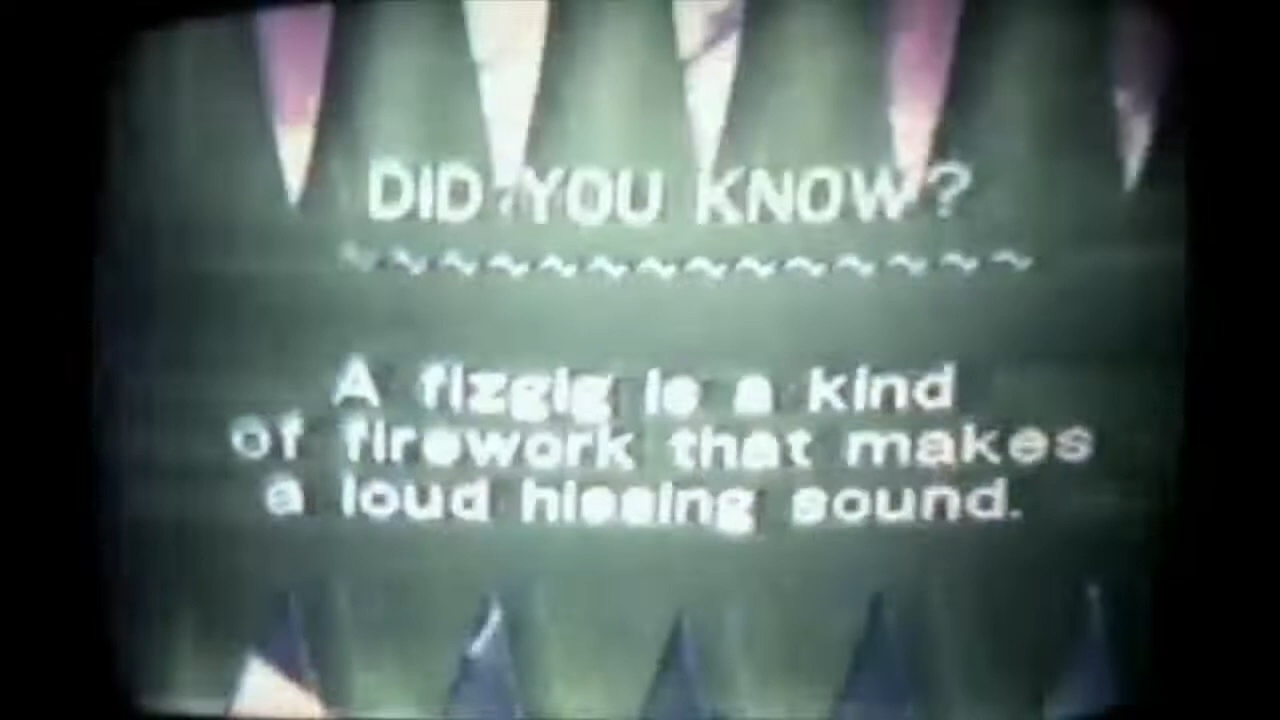 DID YOU KNOW?
~~~~~~~~~~~~~~
A fizgig is a kind
of firework that makes
a loud hissing sound.